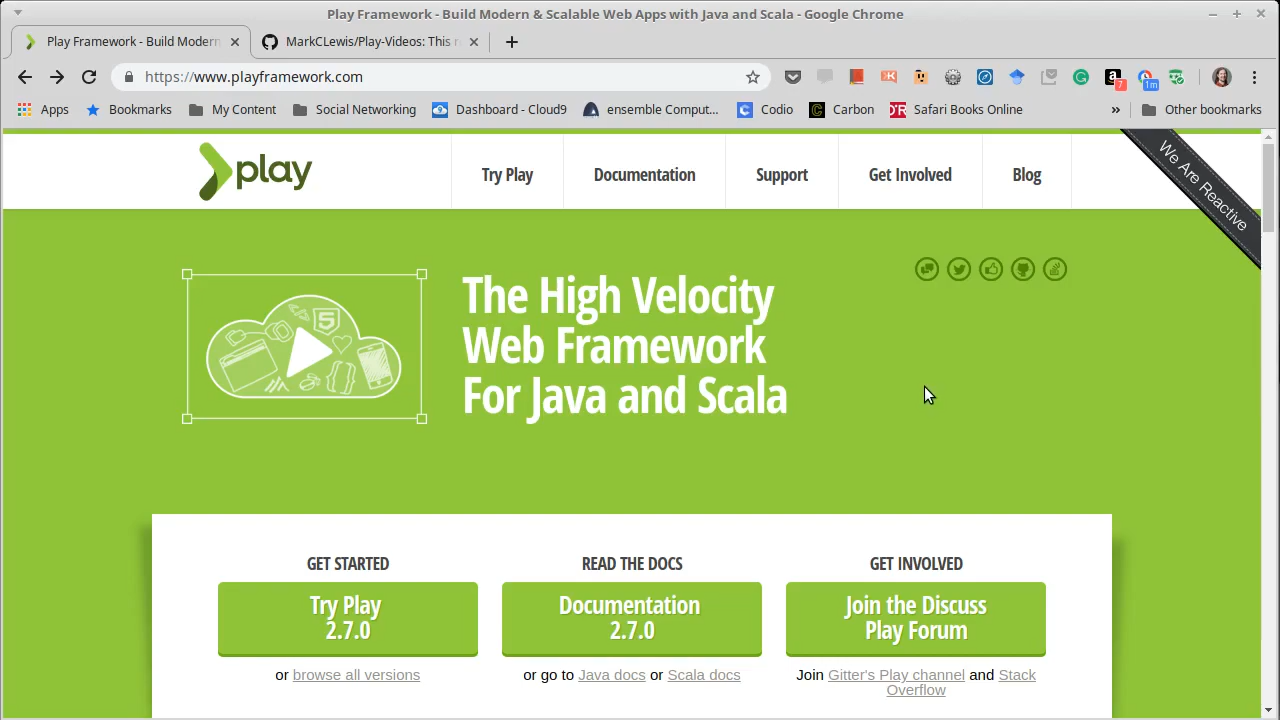 Play Framework - Build Modern & Scalable Web Apps with Java and Scala - Google Chrome
Play Framework - Build Modern
MarkCLewis/Play-Videos: This r
https://www.playframework.com
7
1m
Apps
Bookmarks
My Content
Social Networking
Dashboard - Cloud9
ensemble Comput...
Codio
Carbon
Safari Books Online
»
Other bookmarks
play
Try Play
Documentation
Support
Get Involved
Blog
We Are Reactive
The High Velocity
Web Framework
For Java and Scala
GET STARTED
Try Play
2.7.0
or browse all versions
READ THE DOCS
Documentation
2.7.0
or go to Java docs or Scala docs
GET INVOLVED
Join the Discuss
Play Forum
Join Gitter's Play channel and Stack
Overflow